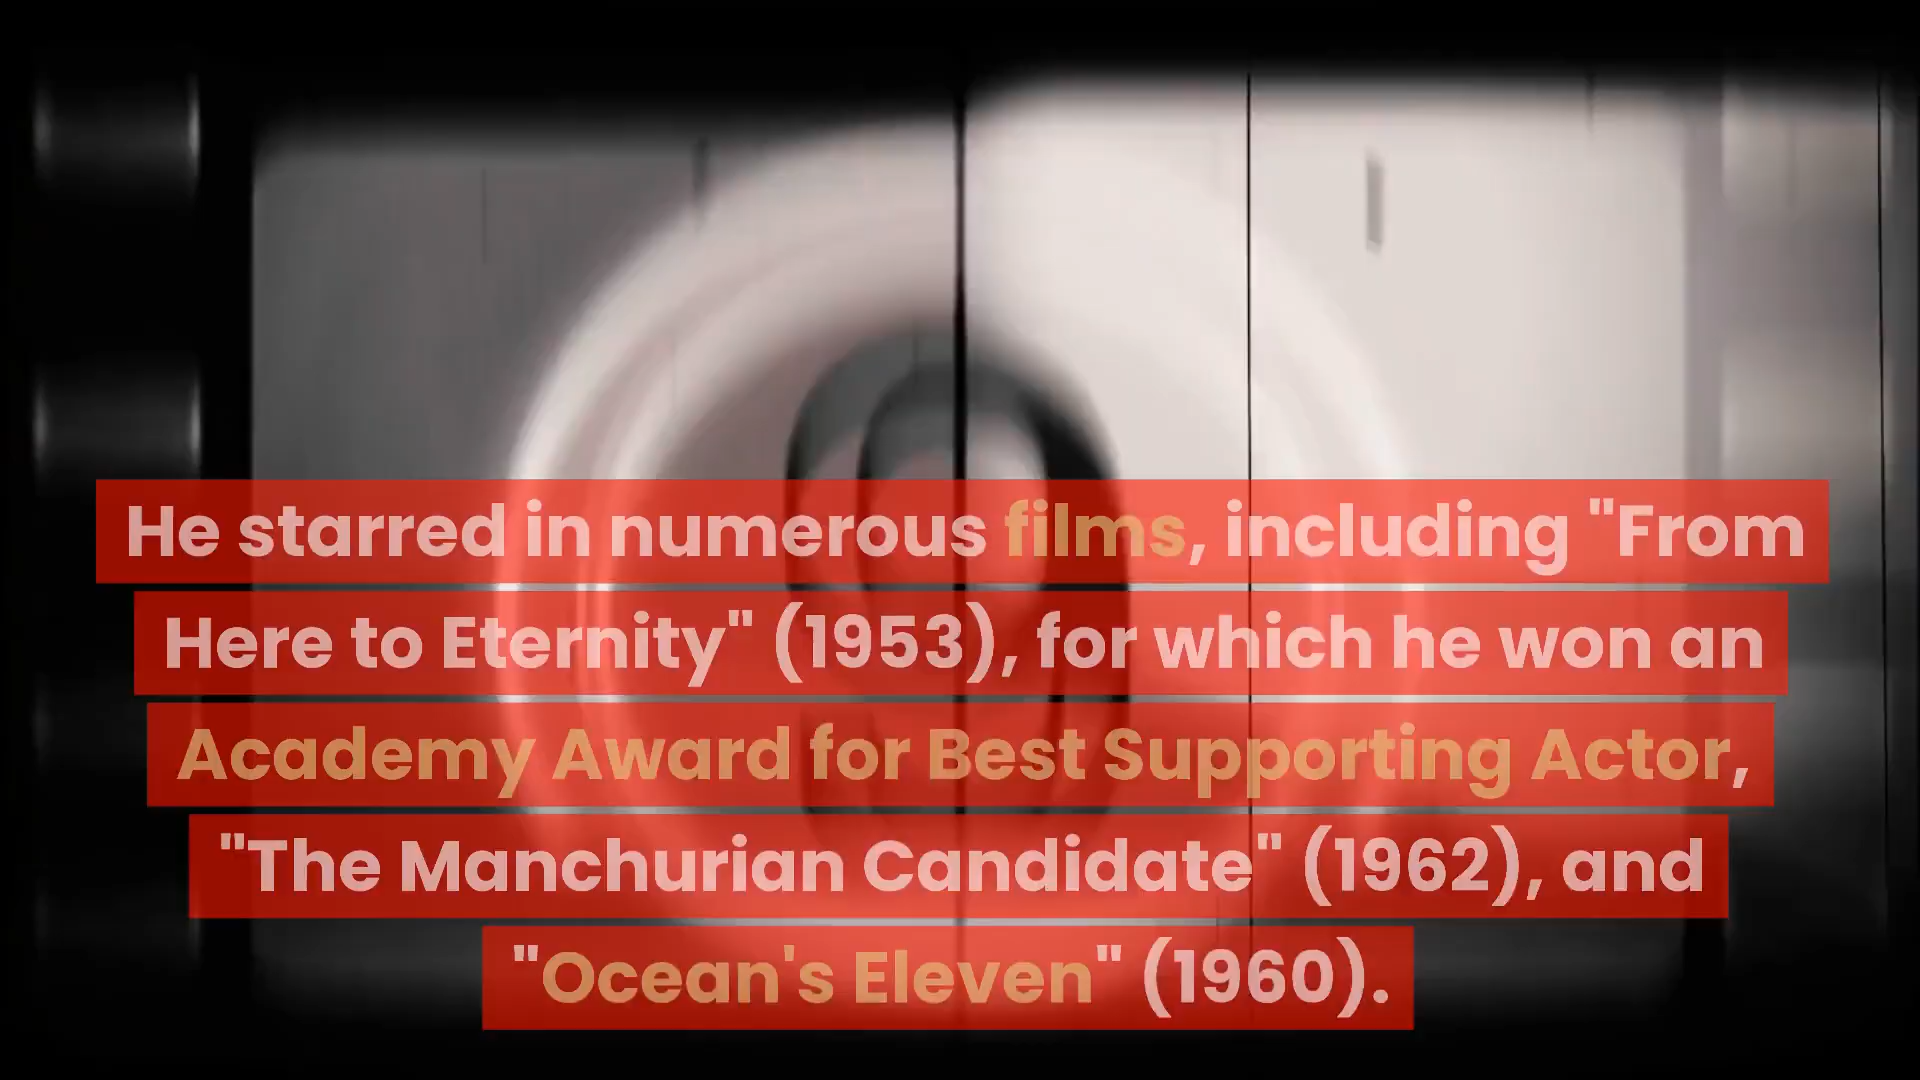 He starred in numerous films, including "From
Here to Eternity" (1953), for which he won an
Academy Award for Best Supporting Actor,
"The Manchurian Candidate" (1962), and
"Ocean's Eleven" (1960).